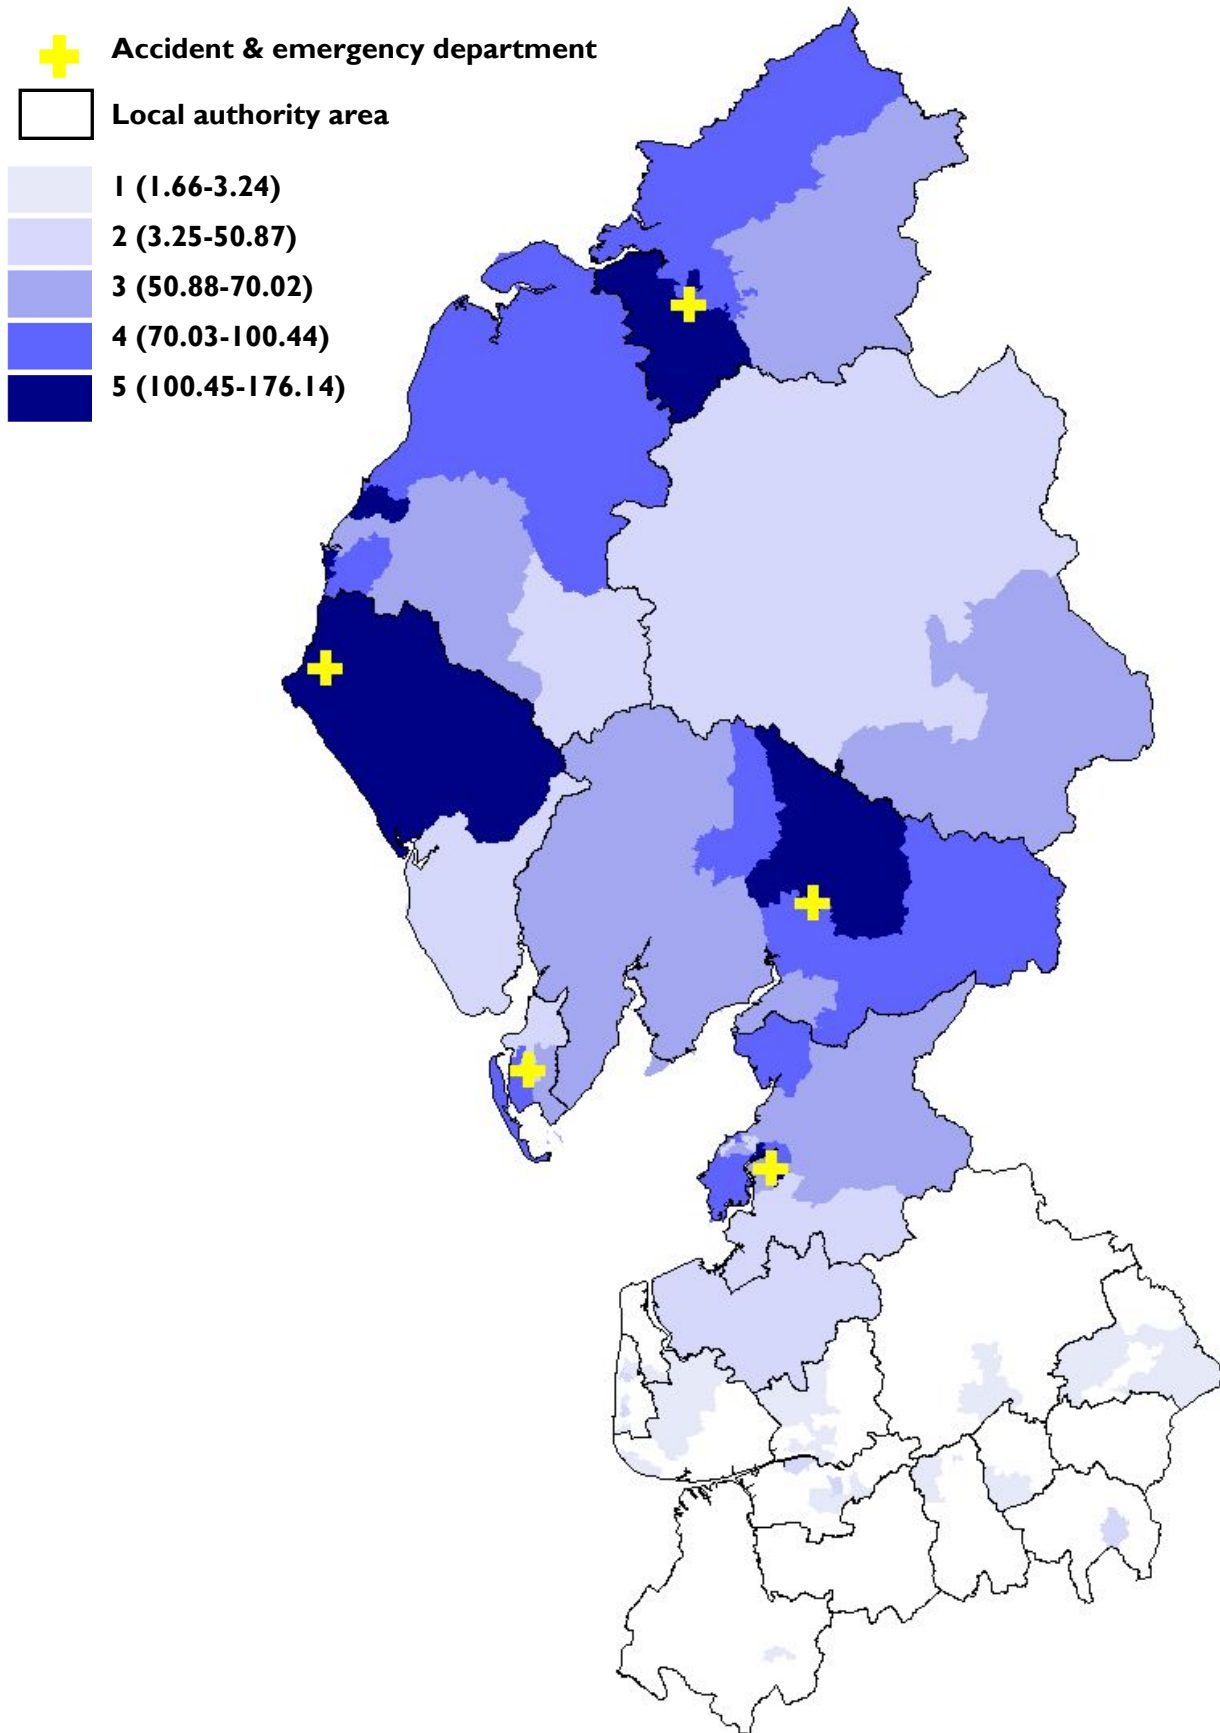 Accident & emergency department
Local authority area
1 (1.66-3.24)
2 (3.25-50.87)
3 (50.88-70.02)
4 (70.03-100.44)
5 (100.45-176.14)